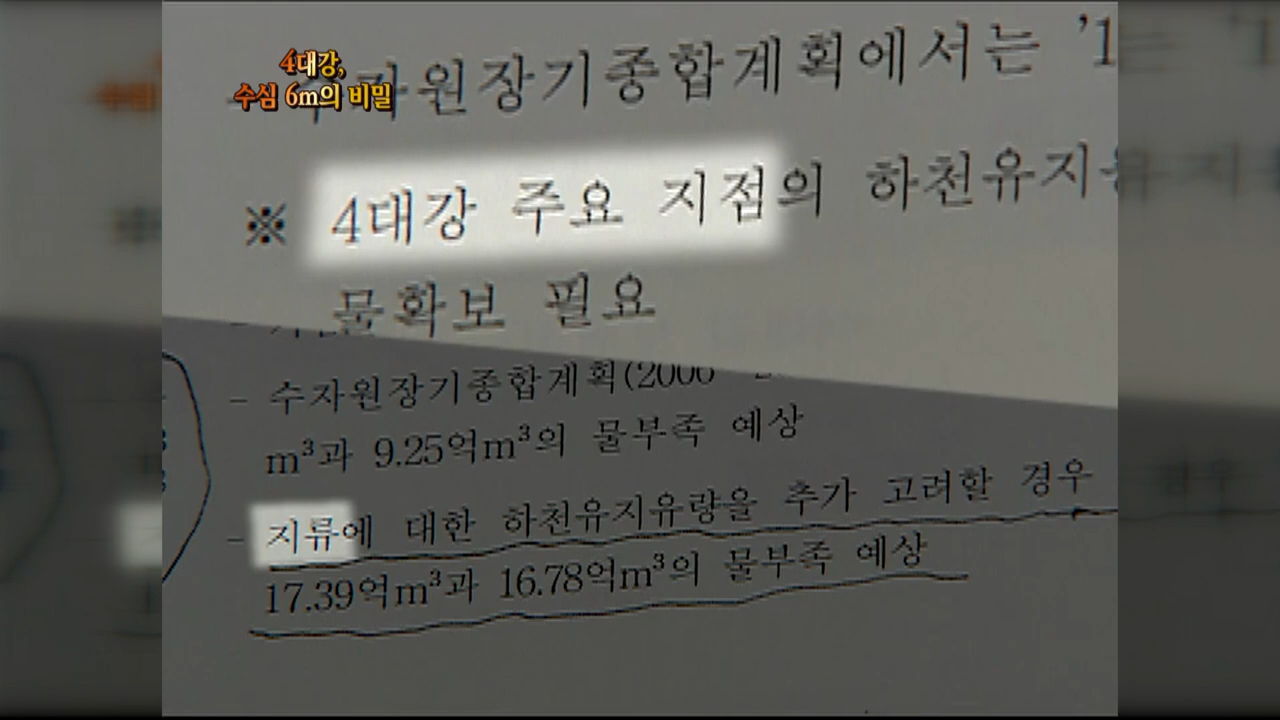 4대강,
수심 6m의 비밀
수자원장기종합계획에서는 '1
※ 4대강 주요 지점의 하천유지
물확보 필요
- 수자원장기종합계획(2006
m³과 9.25억m³의 물부족 예상
- 지류에 대한 하천유지유량을 추가 고려할 경우
17.39억m³과 16.78억m³의 물부족 예상